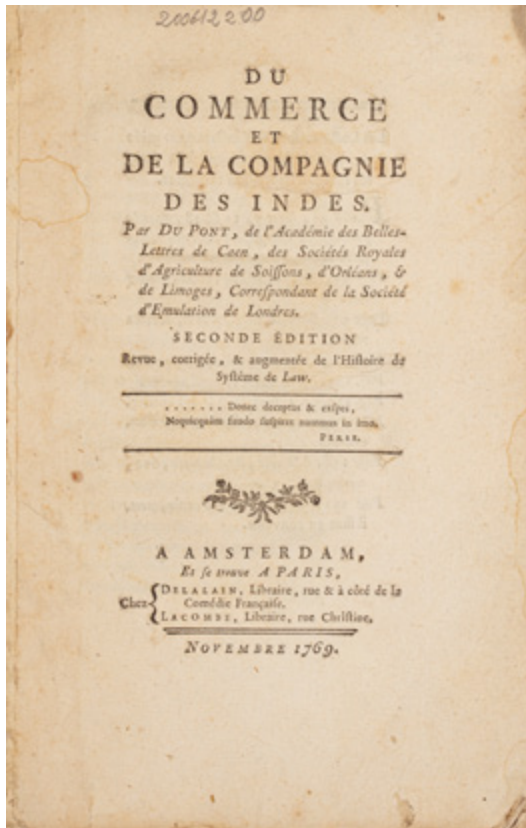 200612200
DU
COMMERCE
ET
DE LA COMPAGNIE
DES INDES.
Par DU PONT, de l'Académie des Belles-
Lettres de Caen, des Sociétés Royales
d'Agriculture de Soiſſons, d'Orléans, &
de Limoges, Correſpondant de la Société
d'Emulation de Londres.
SECONDE ÉDITION
Revue, corrigée, & augmentée de l'Hiſtoire du
Syſtême de Law.
. . . . . . . Donec deceptus & exſpes,
Nequicquam fundo ſuſpiret nummus in imo.
PERSE.
A AMSTERDAM,
Et ſe trouve A PARIS,
Chez
DELALAIN, Libraire, rue & à côté de la
Comédie Françaiſe.
LACOMBE, Libraire, rue Chriſtine.
NOVEMBRE 1769.